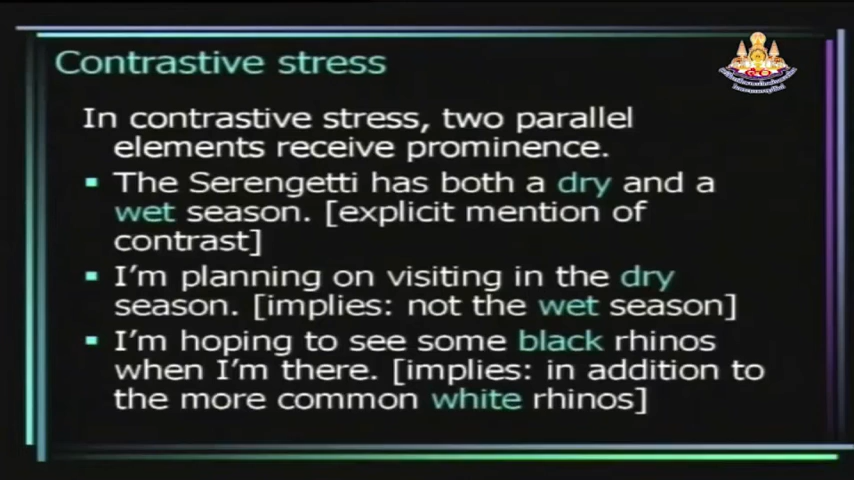 Contrastive stress
In contrastive stress, two parallel
elements receive prominence.
▪ The Serengetti has both a dry and a
wet season. [explicit mention of
contrast]
▪ I'm planning on visiting in the dry
season. [implies: not the wet season]
▪ I'm hoping to see some black rhinos
when I'm there. [implies: in addition to
the more common white rhinos]